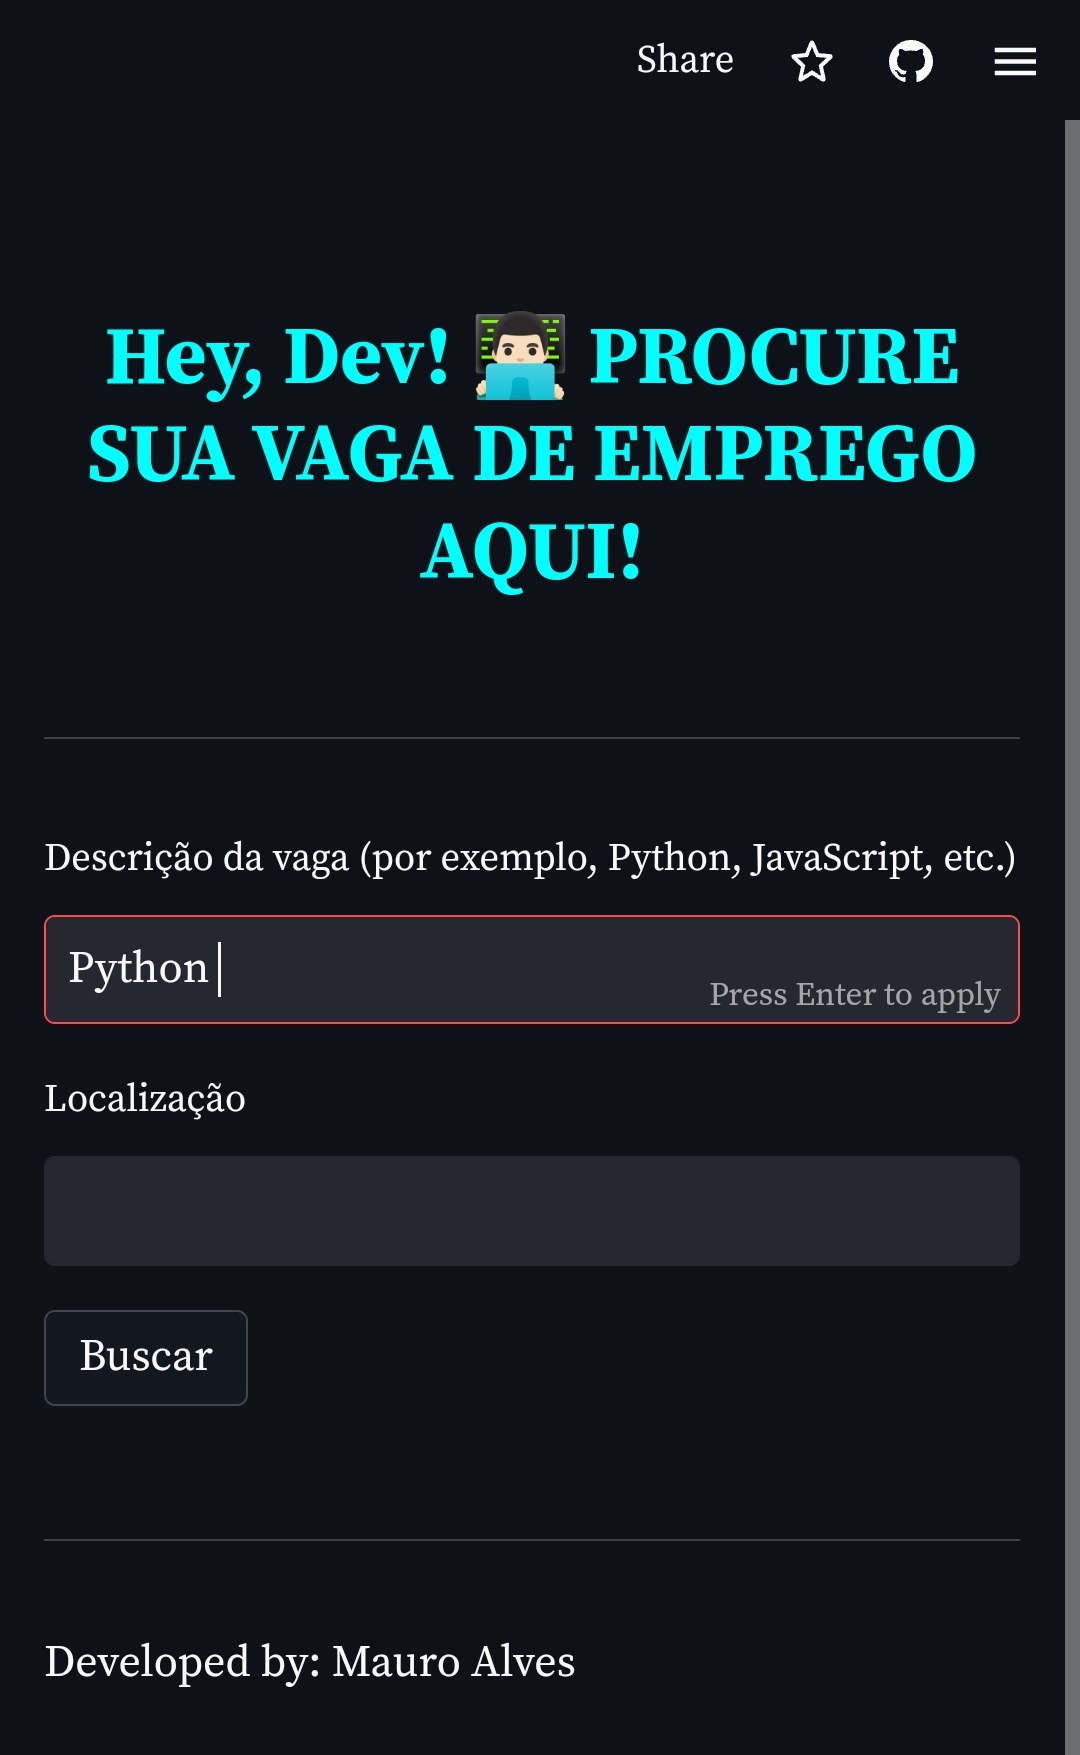 Share
Hey, Dev! 👨🏻‍💻 PROCURE
SUA VAGA DE EMPREGO
AQUI!
Descrição da vaga (por exemplo, Python, JavaScript, etc.)
Python
Press Enter to apply
Localização
Buscar
Developed by: Mauro Alves